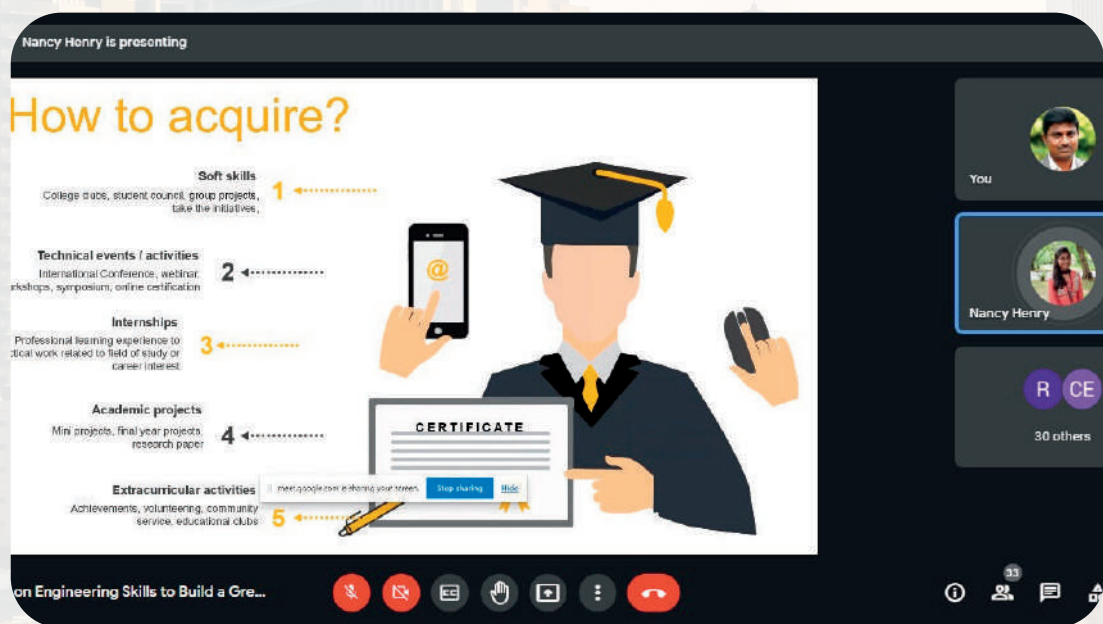 Nancy Henry is presenting
How to acquire?
Soft skills
College clubs, student council, group projects,
take the initiatives,
1
Technical events / activities
International Conference, webinar,
rkshops, symposium, online certification
2
Internships
Professional learning experience to
tical work related to field of study or
career interest
3
Academic projects
Mini projects, final year projects,
research paper
4
Extracurricular activities
Achievements, volunteering, community
service, educational clubs
5
@
CERTIFICATE
meet.google.com is sharing your screen.
Stop sharing
Hide
You
Nancy Henry
R
CE
30 others
on Engineering Skills to Build a Gre...
CC
33